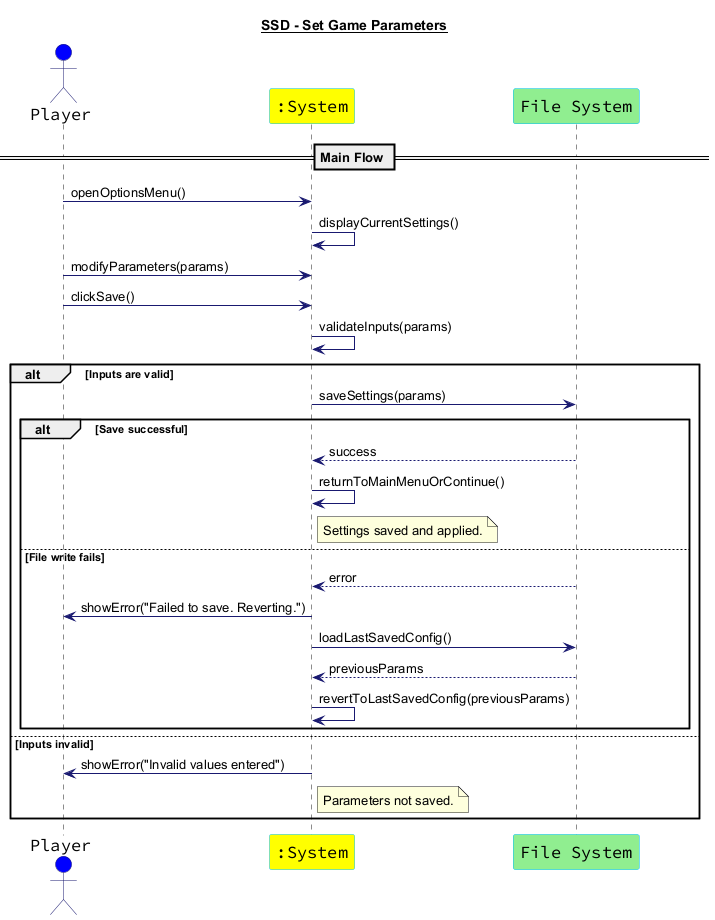 SSD - Set Game Parameters
Player
:System
File System
Main Flow
openOptionsMenu()
displayCurrentSettings()
modifyParameters(params)
clickSave()
validateInputs(params)
alt [Inputs are valid]
saveSettings(params)
alt [Save successful]
success
returnToMainMenuOrContinue()
Settings saved and applied.
[File write fails]
error
showError("Failed to save. Reverting.")
loadLastSavedConfig()
previousParams
revertToLastSavedConfig(previousParams)
[Inputs invalid]
showError("Invalid values entered")
Parameters not saved.
Player
:System
File System